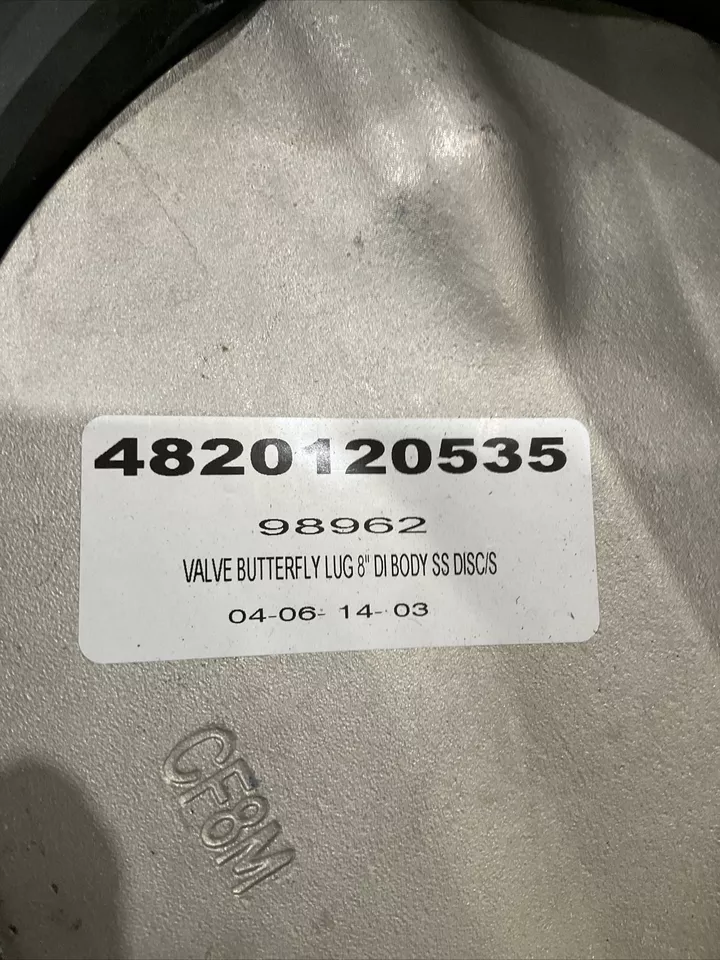 4820120535
98962
VALVE BUTTERFLY LUG 8" DI BODY SS DISC/S
04-06- 14- 03
CF8M